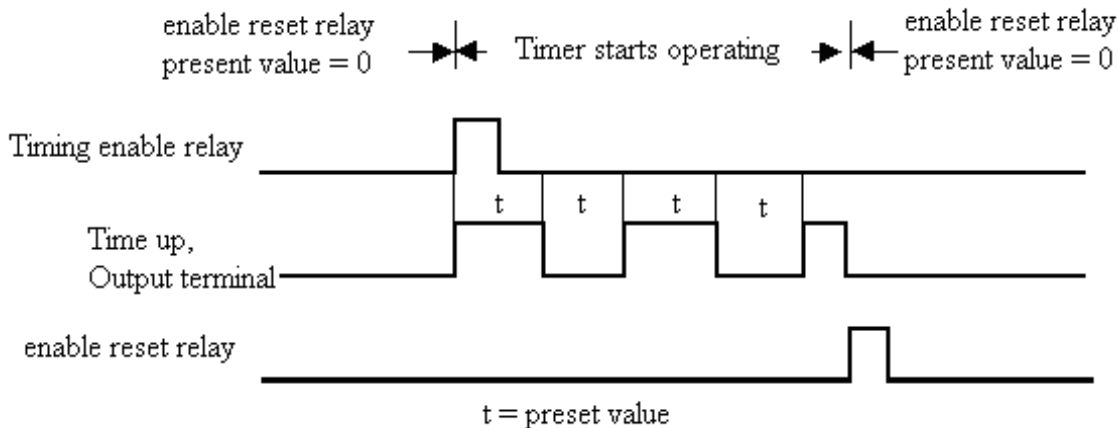 enable reset relay
present value = 0
Timer starts operating
enable reset relay
present value = 0
Timing enable relay
t
t
t
t
Time up,
Output terminal
enable reset relay
t = preset value